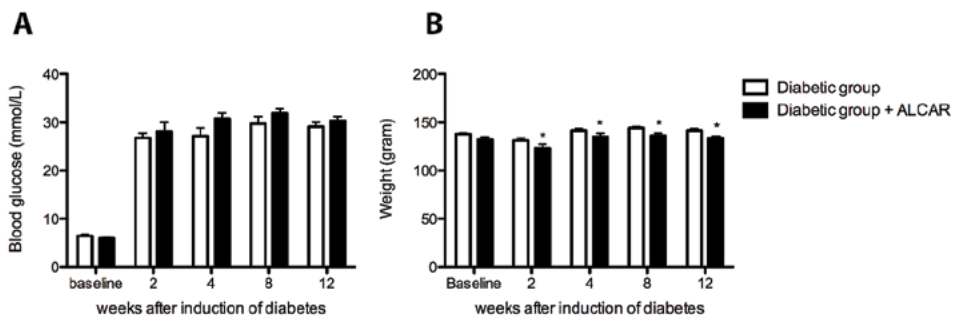 A
Blood glucose (mmol/L)
40
30
20
10
0
baseline 2 4 8 12
weeks after induction of diabetes
B
Weight (gram)
200
150
100
50
0
* * * *
Baseline 2 4 8 12
weeks after induction of diabetes
Diabetic group
Diabetic group + ALCAR